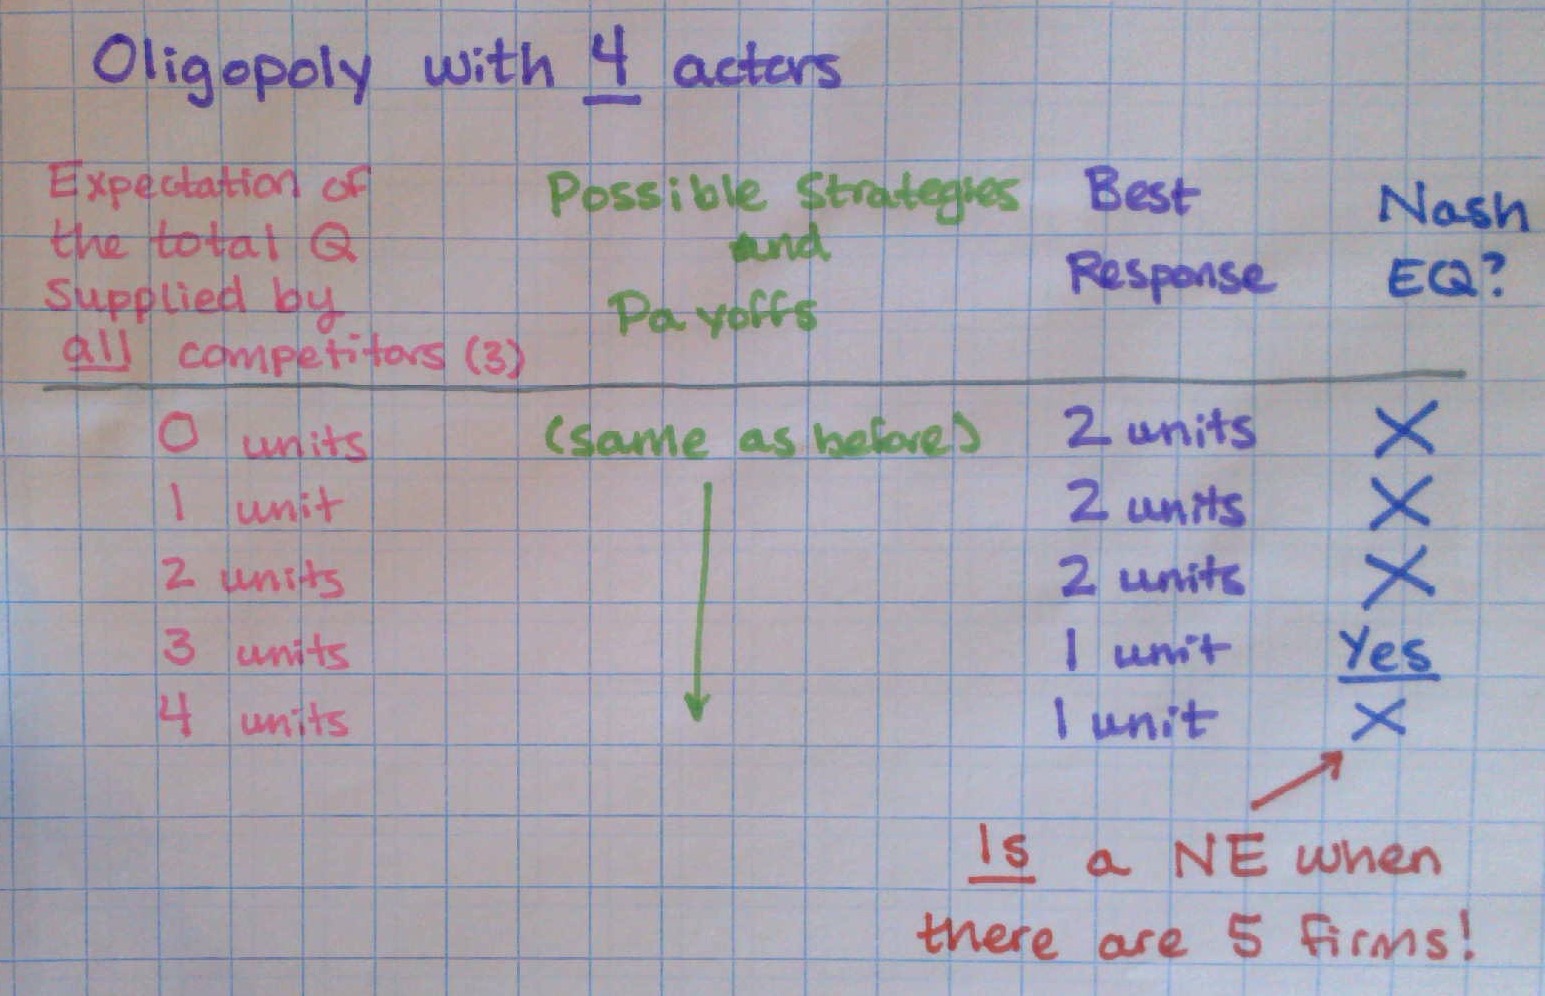 Oligopoly with 4 actors
Expectation of
the total Q
supplied by
all competitors (3)
Possible Strategies
and
Payoffs
Best
Response
Nash
EQ?
0 units (same as before) 2 units X
1 unit 2 units X
2 units 2 units X
3 units 1 unit Yes
4 units 1 unit X
Is a NE when
there are 5 firms!